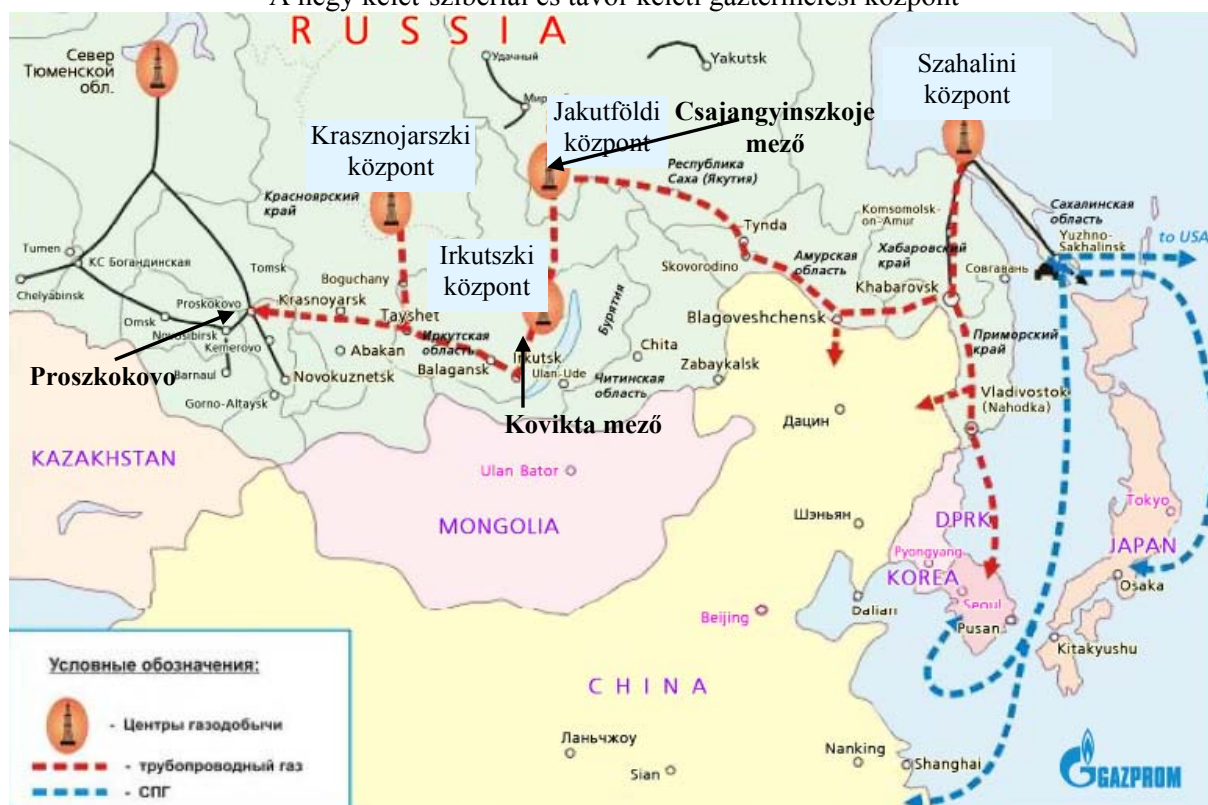 A négy kelet-szibériai és távol-keleti gáztermelési központ
RUSSIA
Север
Тюменской
обл.
Удачный
Yakutsk
Szahalini
központ
Krasznojarszki
központ
Jakutföldi
központ
Csajangyinszkoje
mező
Красноярский
край
Республика
Саха (Якутия)
Komsomolsk-
on-Amur
Сахалинская
область
Yuzhno-
Sakhalinsk
to USA
Tumen
КС Богандинская
Tomsk
Boguchany
Irkutszki
központ
Tynda
Skovorodino
Амурская
область
Хабаровский
край
Совгавань
Khabarovsk
Chelyabinsk
Proskokovo
Krasnoyarsk
Tayshet
Иркутская
область
Бурятия
Blagoveshchensk
Приморский
край
Omsk
Novosibirsk
Kemerovo
Abakan
Balagansk
Irkutsk
Ulan-Ude
Chita
Zabaykalsk
Proszkokovo
Barnaul
Novokuznetsk
Читинская
область
Vladivostok
(Nahodka)
Gorno-Altaysk
Kovikta mező
Дацин
KAZAKHSTAN
Ulan Bator
MONGOLIA
Шэньян
DPRK
Tokyo
JAPAN
Pyongyang
KOREA
Osaka
Seoul
Dalian
Beijing
Pusan
Kitakyushu
CHINA
Условные обозначения:
- Центры газодобычи
- трубопроводный газ
- СПГ
Ланьчжоу
Sian
Nanking
Shanghai
GAZPROM